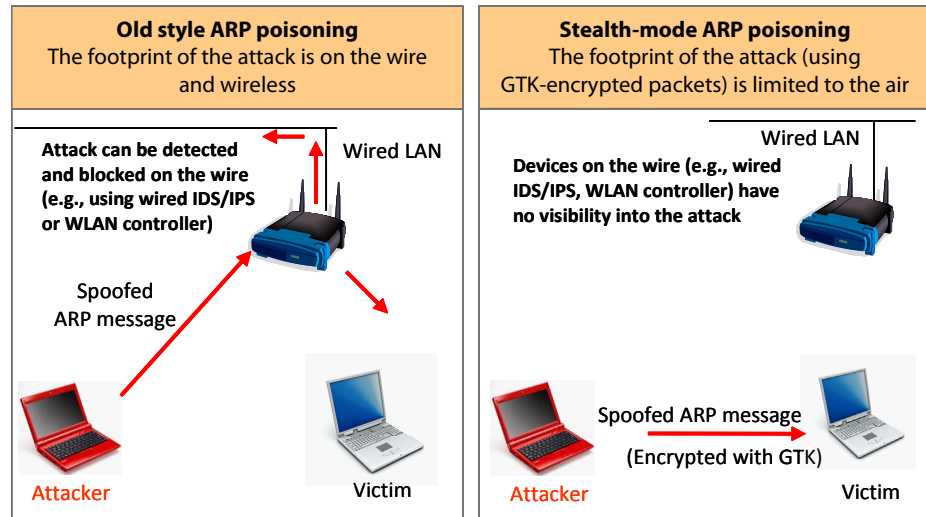 Old style ARP poisoning
The footprint of the attack is on the wire
and wireless
Attack can be detected
and blocked on the wire
(e.g., using wired IDS/IPS
or WLAN controller)
Wired LAN
Spoofed
ARP message
Attacker
Victim
Stealth-mode ARP poisoning
The footprint of the attack (using
GTK-encrypted packets) is limited to the air
Wired LAN
Devices on the wire (e.g., wired
IDS/IPS, WLAN controller) have
no visibility into the attack
Spoofed ARP message
(Encrypted with GTK)
Attacker
Victim